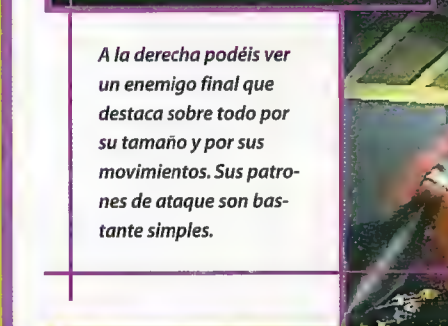 A la derecha podéis ver
un enemigo final que
destaca sobre todo por
su tamaño y por sus
movimientos. Sus patro-
nes de ataque son bas-
tante simples.